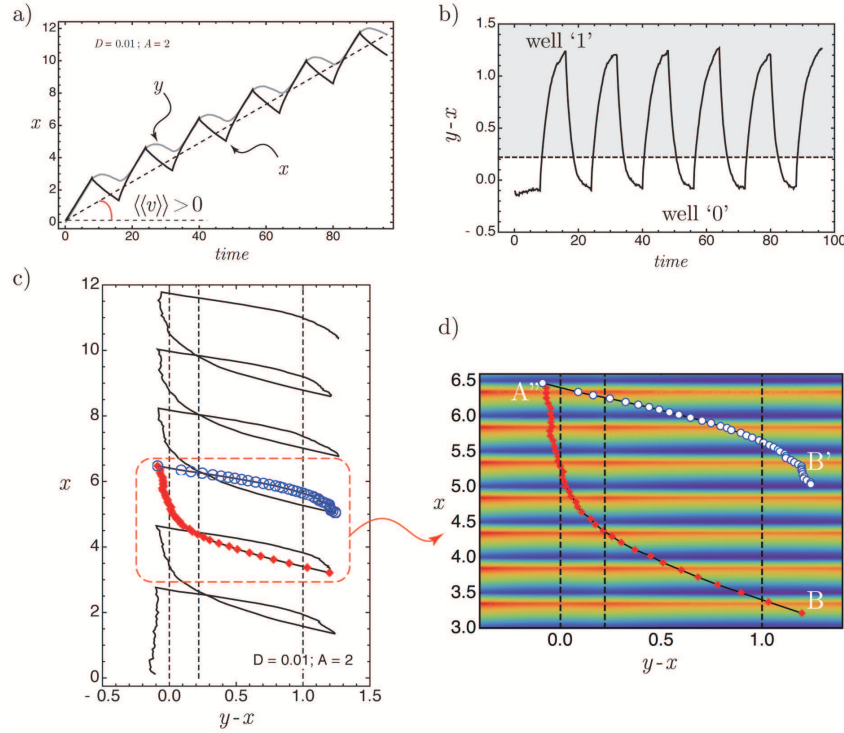 a)
12
10
8
6
4
2
0
x
D = 0.01 ; A = 2
y
x
⟨⟨v⟩⟩ > 0
0 20 40 60 80
time
b)
1.5
1.0
0.5
0.0
- 0.5
y - x
well '1'
well '0'
0 20 40 60 80 100
time
c)
12
10
8
6
4
2
0
x
D = 0.01; A = 2
- 0.5 0.0 0.5 1.0 1.5
y - x
d)
6.5
6.0
5.5
5.0
4.5
4.0
3.5
3.0
x
A''
B'
B
0.0 0.5 1.0
y - x